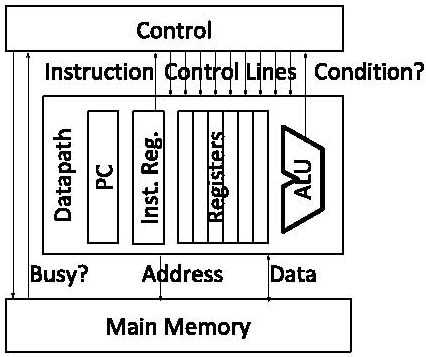 Control
Instruction Control Lines Condition?
Datapath
PC
Inst. Reg.
Registers
ALU
Busy? Address Data
Main Memory